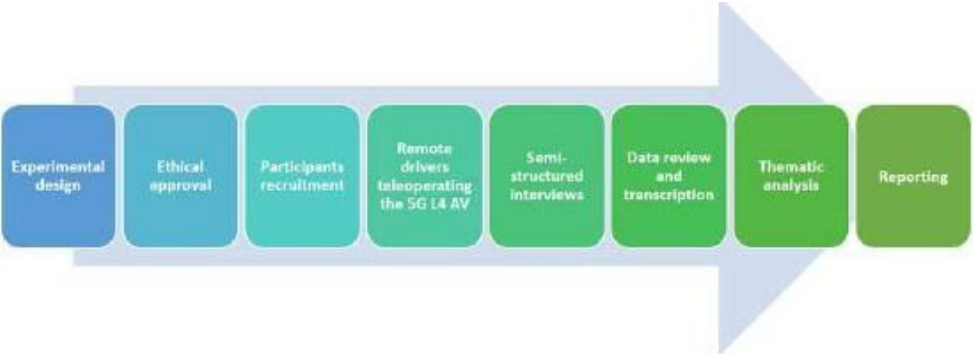 Experimental
design
Ethical
approval
Participants
recruitment
Remote
drivers
teleoperating
the 5G L4 AV
Semi-
structured
interviews
Data review
and
transcription
Thematic
analysis
Reporting